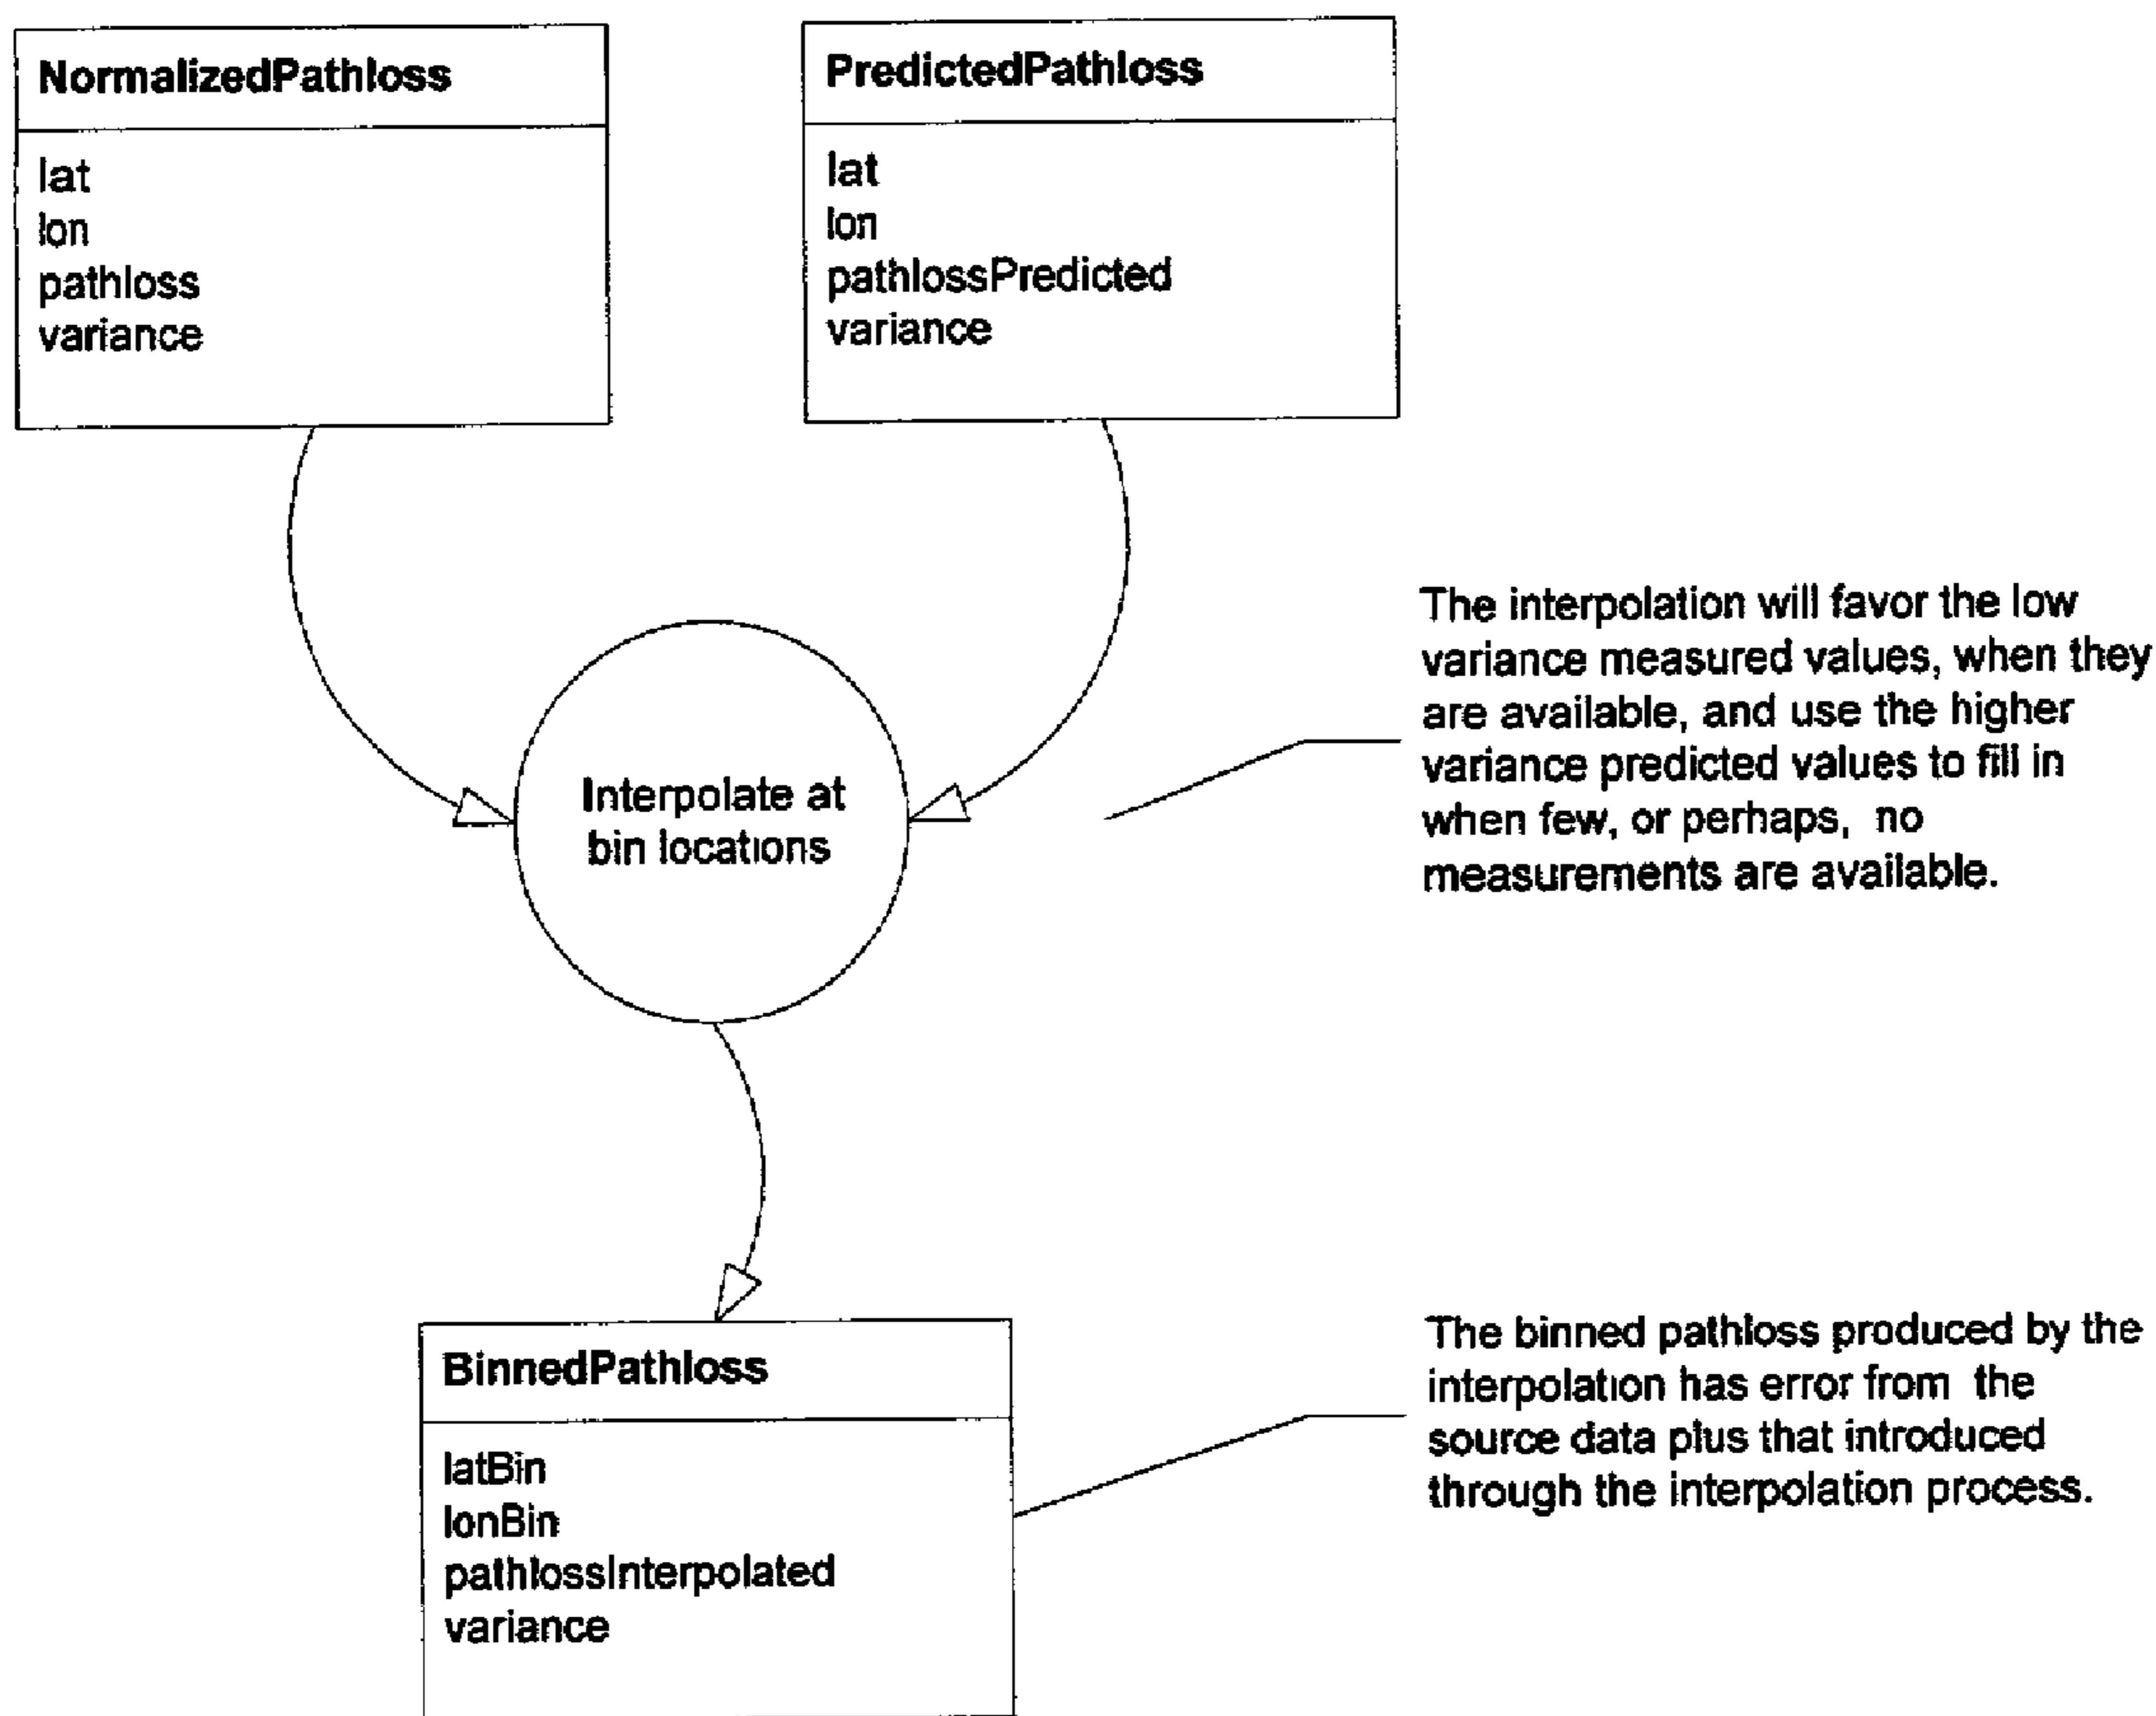 NormalizedPathloss
lat
lon
pathloss
variance
PredictedPathloss
lat
lon
pathlossPredicted
variance
Interpolate at
bin locations
The interpolation will favor the low
variance measured values, when they
are available, and use the higher
variance predicted values to fill in
when few, or perhaps, no
measurements are available.
BinnedPathloss
latBin
lonBin
pathlossInterpolated
variance
The binned pathloss produced by the
interpolation has error from the
source data plus that introduced
through the interpolation process.